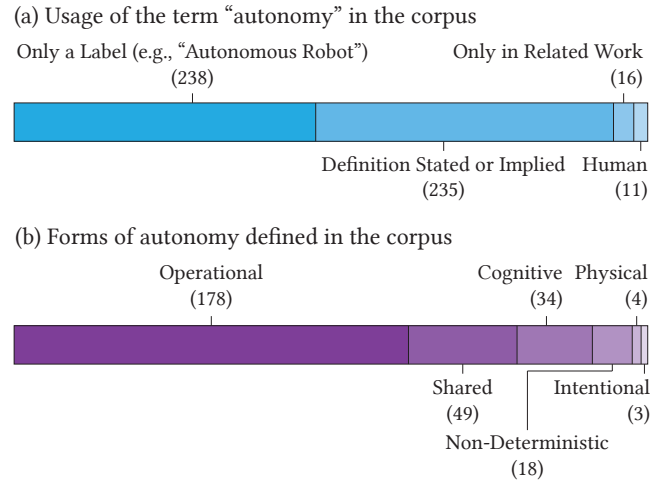 (a) Usage of the term “autonomy” in the corpus
Only a Label (e.g., “Autonomous Robot”)
(238)
Only in Related Work
(16)
Definition Stated or Implied
(235)
Human
(11)
(b) Forms of autonomy defined in the corpus
Operational
(178)
Cognitive
(34)
Physical
(4)
Shared
(49)
Intentional
(3)
Non-Deterministic
(18)